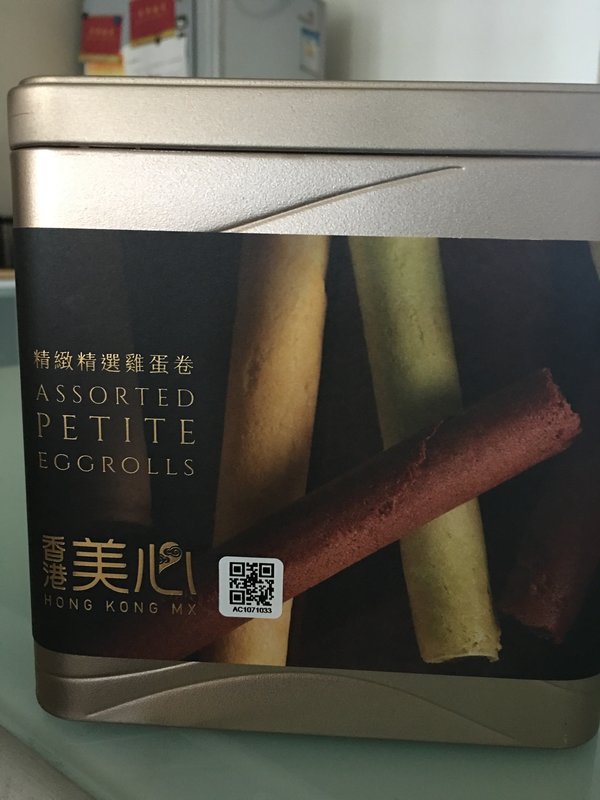 精緻精選雞蛋卷
ASSORTED
PETITE
EGGROLLS
香港美心
HONG KONG MX
AC1071033